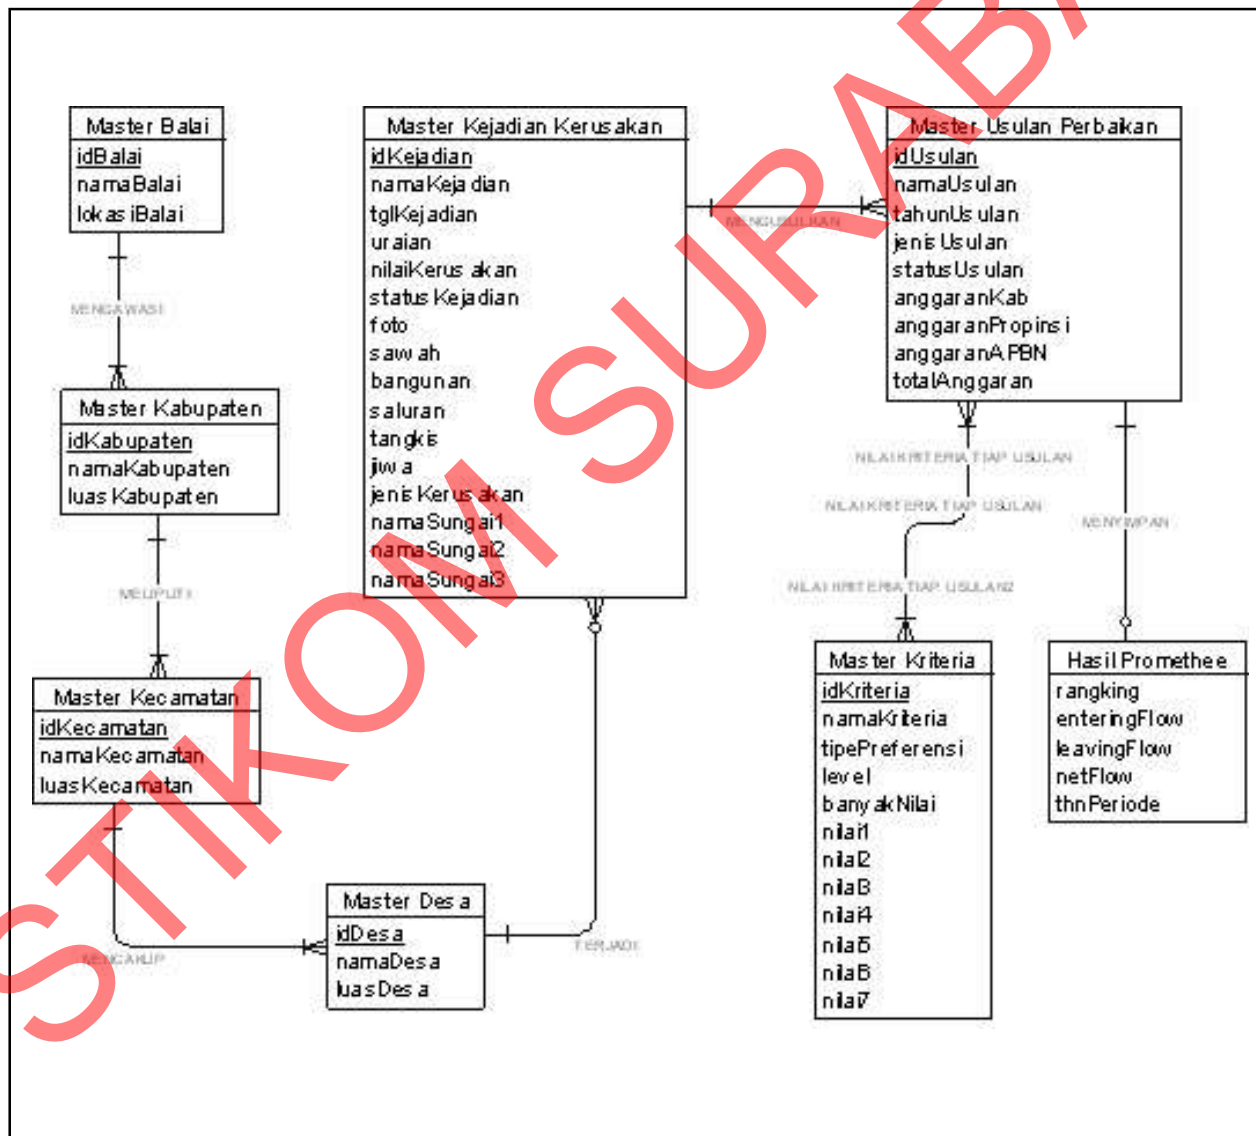 Master Balai
idBalai
namaBalai
lokasiBalai
MENGAWASI
Master Kabupaten
idKabupaten
namaKabupaten
luasKabupaten
MELIPUTI
Master Kecamatan
idKecamatan
namaKecamatan
luasKecamatan
MENCAKUP
Master Desa
idDesa
namaDesa
luasDesa
TERJADI
Master Kejadian Kerusakan
idKejadian
namaKejadian
tglKejadian
uraian
nilaiKerusakan
statusKejadian
foto
sawah
bangunan
saluran
tangkis
jiwa
jenisKerusakan
namaSungai1
namaSungai2
namaSungai3
MENGUSULKAN
Master Usulan Perbaikan
idUsulan
namaUsulan
tahunUsulan
jenisUsulan
statusUsulan
anggaranKab
anggaranPropinsi
anggaranAPBN
totalAnggaran
NILAI KRITERIA TIAP USULAN
NILAI KRITERIA TIAP USULAN
NILAI KRITERIA TIAP USULAN2
MENYIMPAN
Master Kriteria
idKriteria
namaKriteria
tipePreferensi
level
banyakNilai
nilai1
nilai2
nilai3
nilai4
nilai5
nilai6
nilai7
Hasil Promethee
rangking
enteringFlow
leavingFlow
netFlow
thnPeriode
STIKOM SURABA